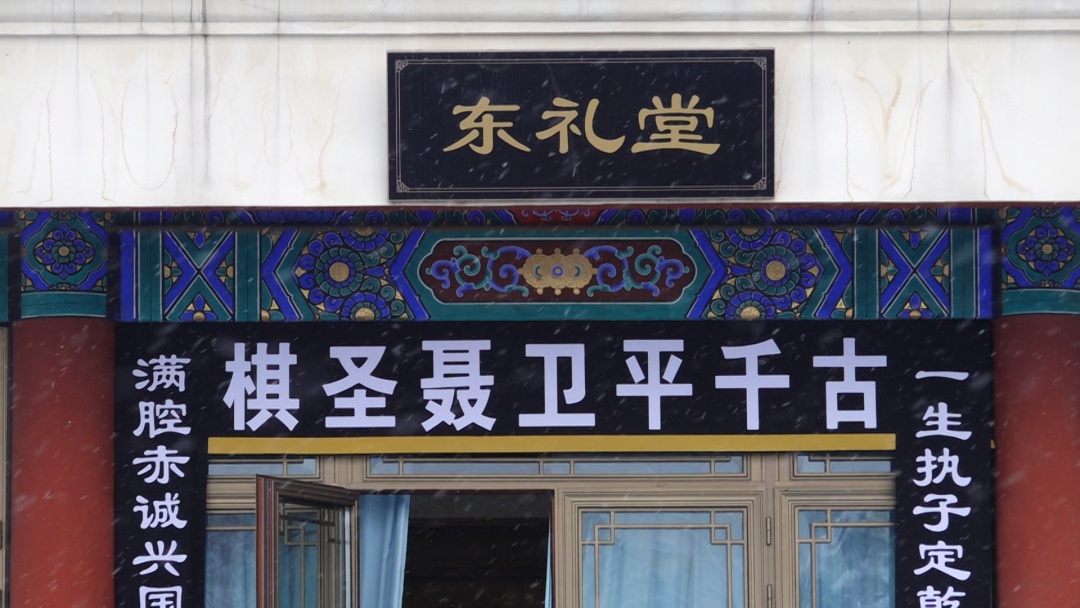 东礼堂
棋圣聂卫平千古
一生执子定乾
满腔赤诚兴国